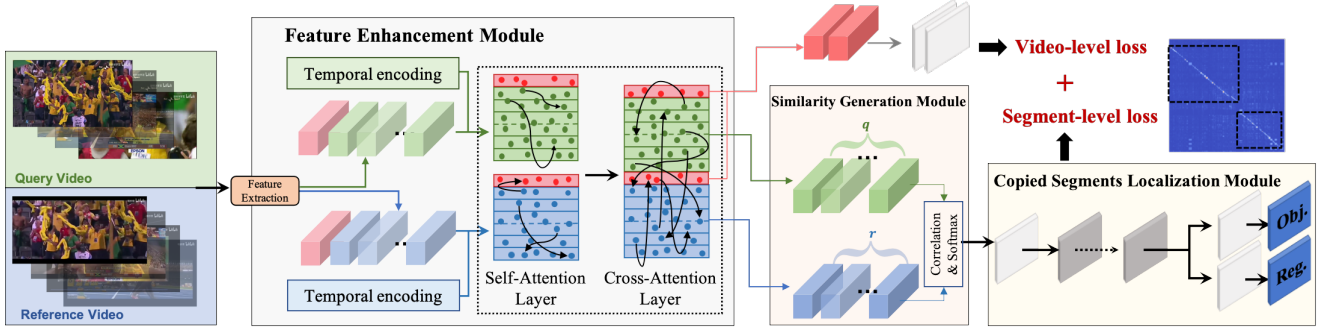 Query Video
Reference Video
Feature
Extraction
Feature Enhancement Module
Temporal encoding
Temporal encoding
Self-Attention
Layer
Cross-Attention
Layer
Similarity Generation Module
q
r
Correlation
& Softmax
Video-level loss
+
Segment-level loss
Copied Segments Localization Module
Obj.
Reg.